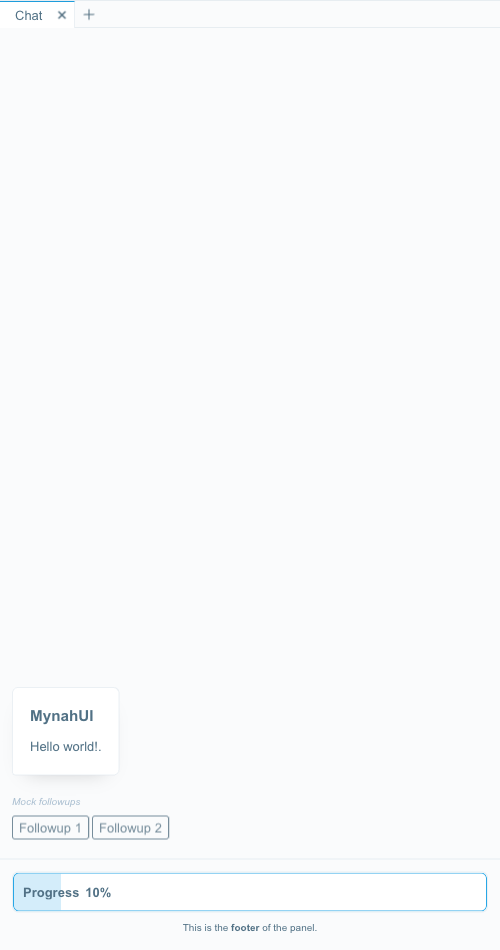 Chat
MynahUI
Hello world!.
Mock followups
Followup 1 Followup 2
Progress 10%
This is the footer of the panel.